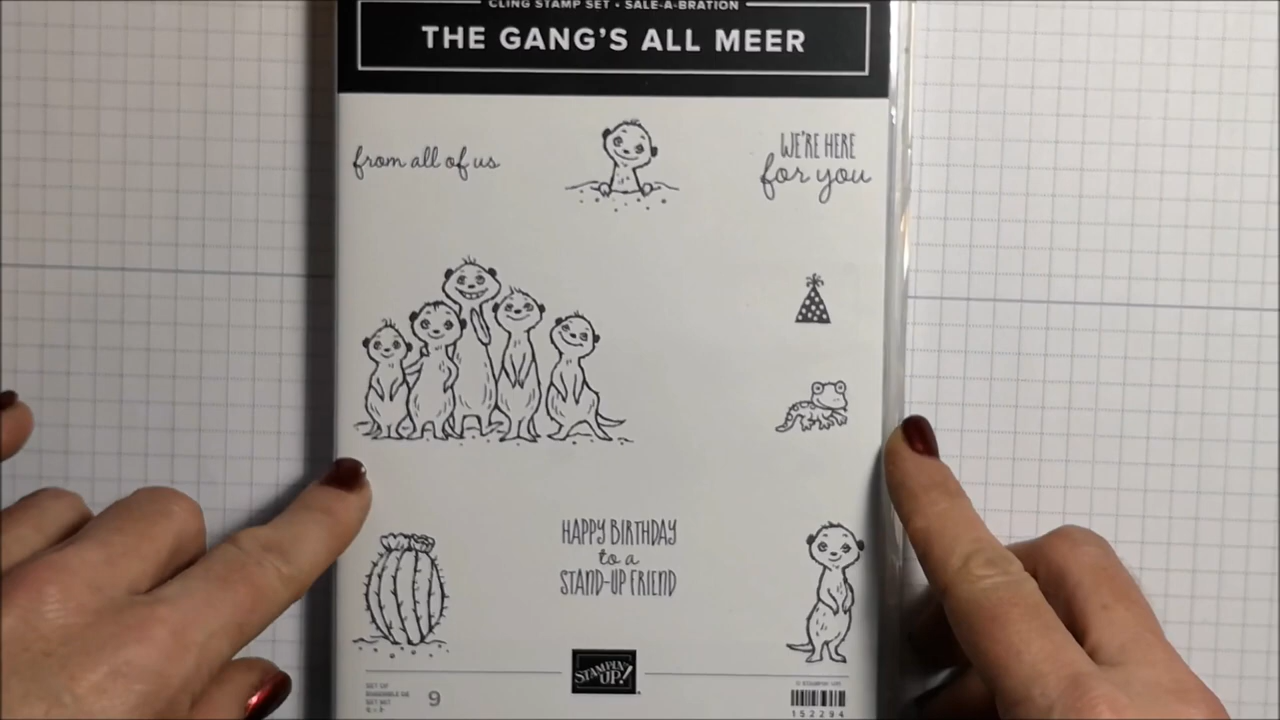 CLING STAMP SET • SALE-A-BRATION
THE GANG'S ALL MEER
from all of us
WE'RE HERE
for you
HAPPY BIRTHDAY
to a
STAND-UP FRIEND
STAMPIN' UP!
9
152294